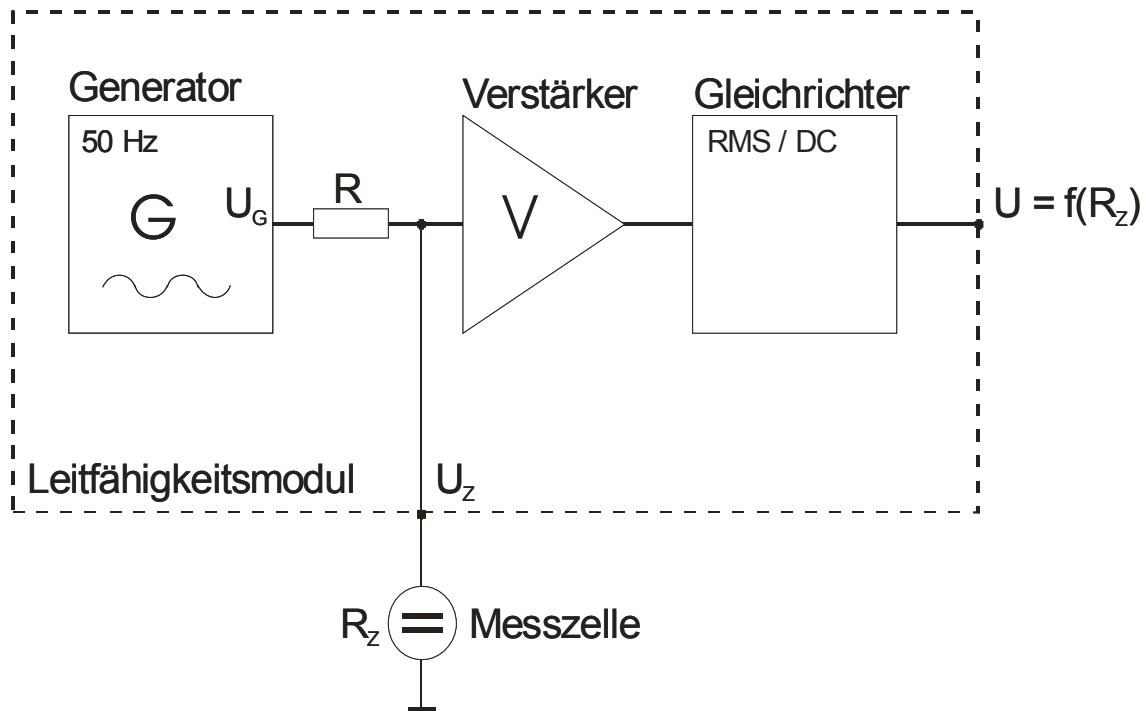 Generator
Verstärker
Gleichrichter
50 Hz
RMS / DC
G
U_G
R
V
U = f(R_Z)
Leitfähigkeitsmodul
U_Z
R_Z
Messzelle